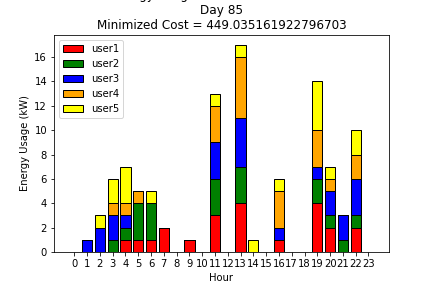 Day 85
Minimized Cost = 449.035161922796703
user1
user2
user3
user4
user5
Energy Usage (kW)
16
14
12
10
8
6
4
2
0
0 1 2 3 4 5 6 7 8 9 10 11 12 13 14 15 16 17 18 19 20 21 22 23
Hour